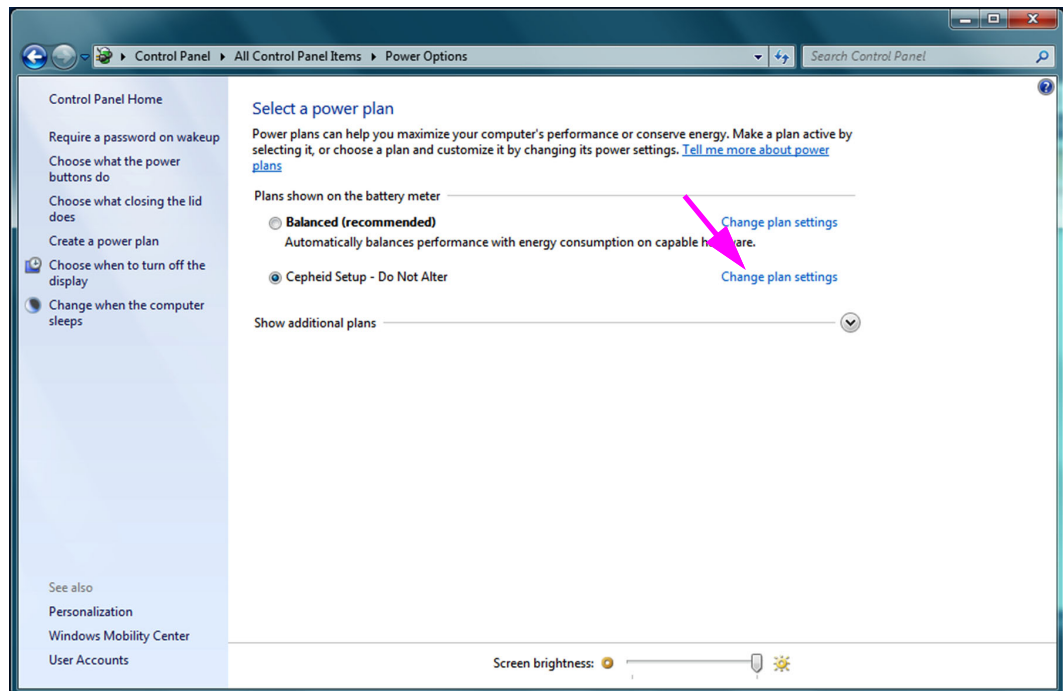 Control Panel ▸ All Control Panel Items ▸ Power Options
Search Control Panel
Control Panel Home
Require a password on wakeup
Choose what the power
buttons do
Choose what closing the lid
does
Create a power plan
Choose when to turn off the
display
Change when the computer
sleeps
See also
Personalization
Windows Mobility Center
User Accounts
Select a power plan
Power plans can help you maximize your computer's performance or conserve energy. Make a plan active by
selecting it, or choose a plan and customize it by changing its power settings. Tell me more about power
plans
Plans shown on the battery meter
Balanced (recommended) Change plan settings
Automatically balances performance with energy consumption on capable
Cepheid Setup - Do Not Alter Change plan settings
Show additional plans
Screen brightness: